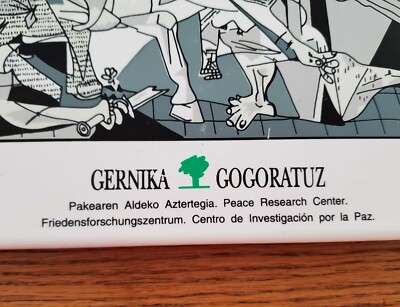 GERNIKA GOGORATUZ
Pakearen Aldeko Aztertegia. Peace Research Center.
Friedensforschungszentrum. Centro de Investigación por la Paz.